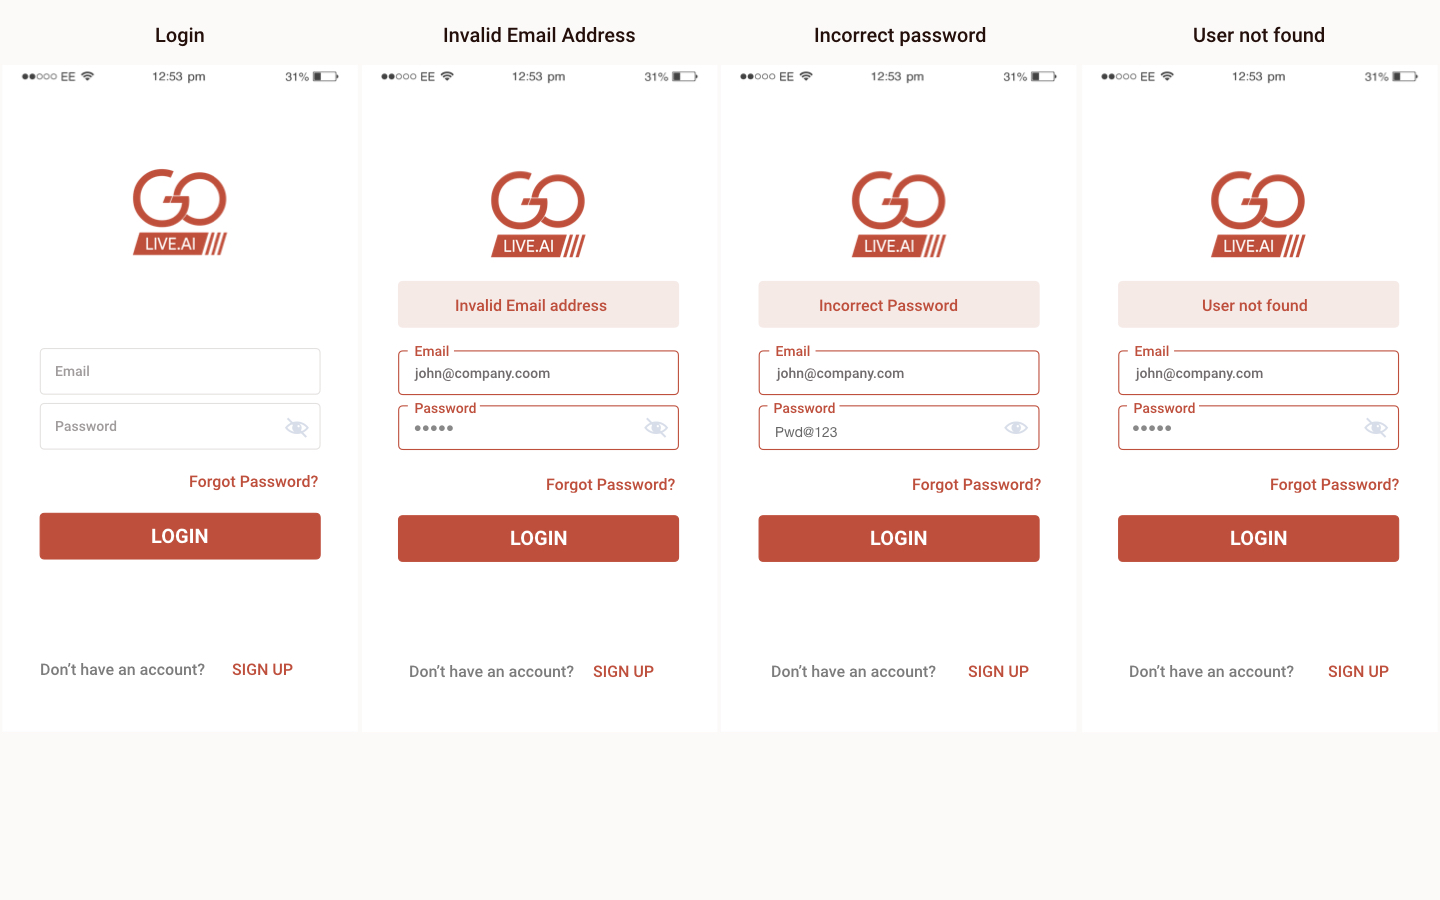 Login
EE 12:53 pm 31%
GO
LIVE.AI
Email
Password
Forgot Password?
LOGIN
Don't have an account? SIGN UP
Invalid Email Address
EE 12:53 pm 31%
GO
LIVE.AI
Invalid Email address
Email
john@company.coom
Password
•••••
Forgot Password?
LOGIN
Don't have an account? SIGN UP
Incorrect password
EE 12:53 pm 31%
GO
LIVE.AI
Incorrect Password
Email
john@company.com
Password
Pwd@123
Forgot Password?
LOGIN
Don't have an account? SIGN UP
User not found
EE 12:53 pm 31%
GO
LIVE.AI
User not found
Email
john@company.com
Password
•••••
Forgot Password?
LOGIN
Don't have an account? SIGN UP